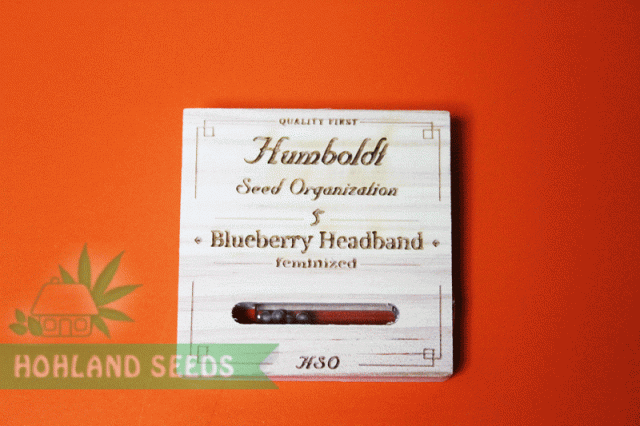 QUALITY FIRST
Humboldt
Seed Organization
5
Blueberry Headband
feminized
HSO
HOHLAND SEEDS